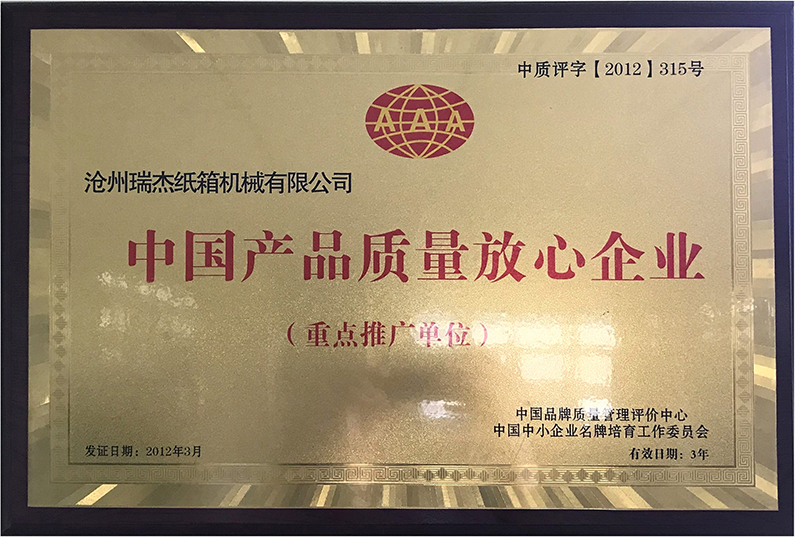 中质评字【2012】315号
AAA
沧州瑞杰纸箱机械有限公司
中国产品质量放心企业
（重点推广单位）
中国品牌质量管理评价中心
中国中小企业名牌培育工作委员会
发证日期：2012年3月
有效日期：3年